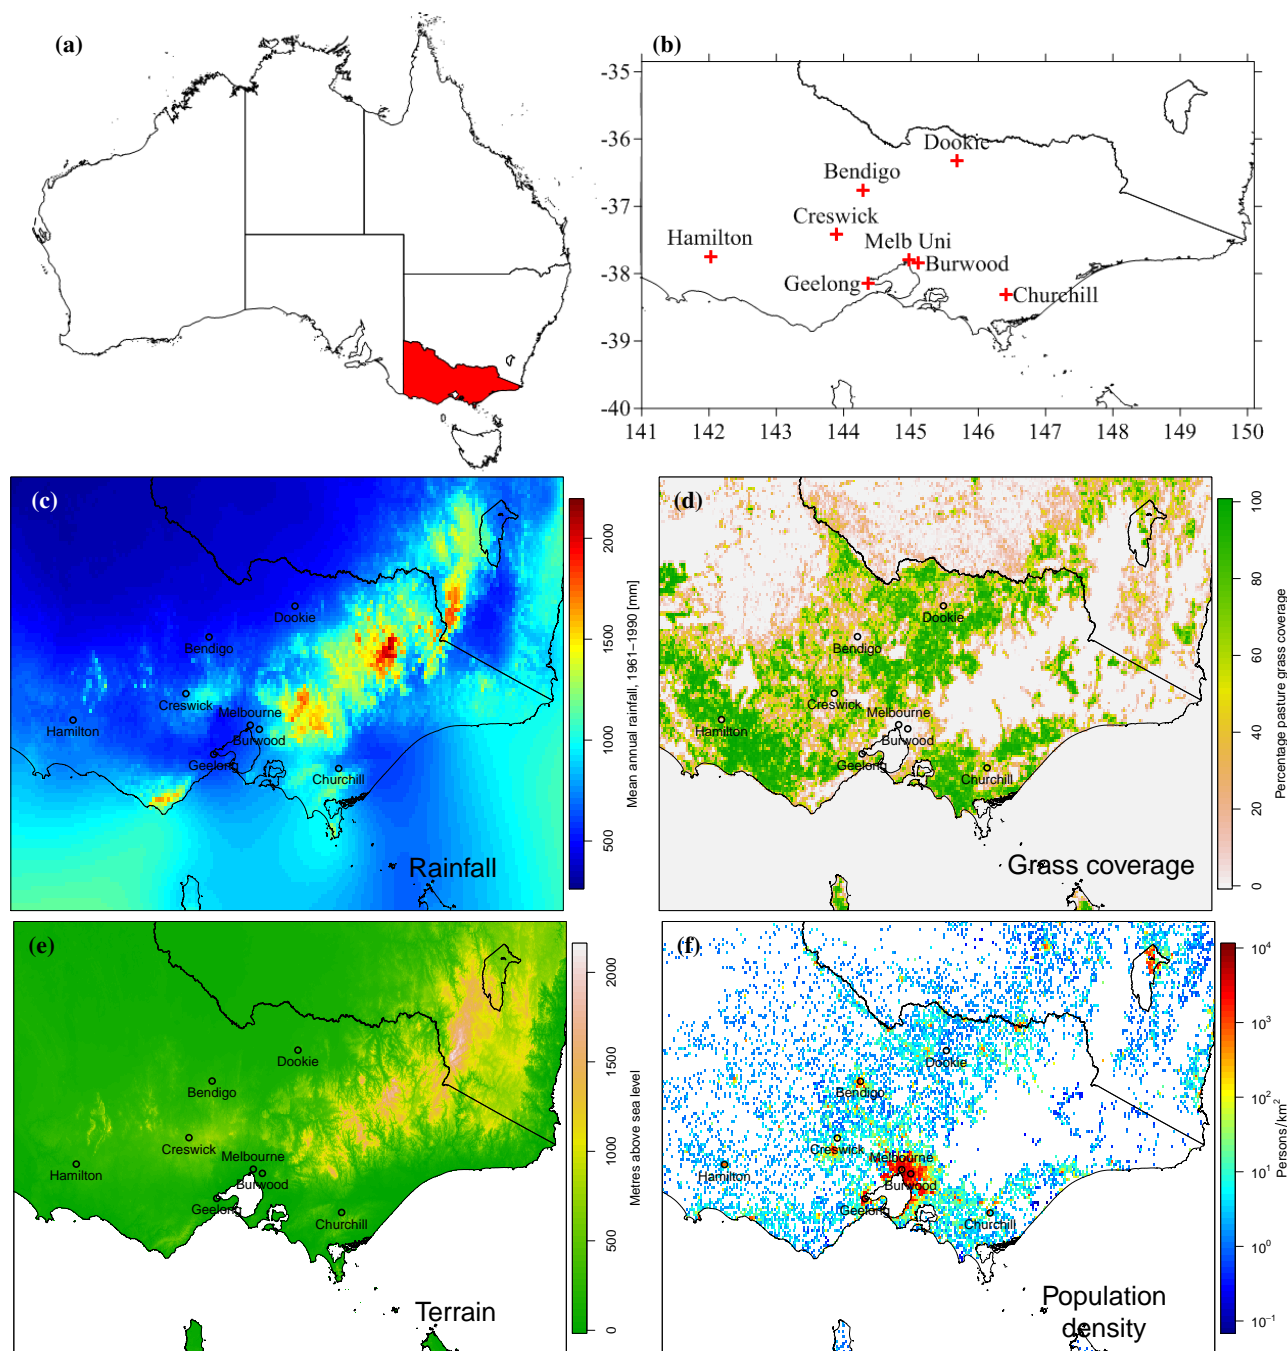 (a)
(b)
-35
-36
-37
-38
-39
-40
141
142
143
144
145
146
147
148
149
150
Dookie
Bendigo
Creswick
Hamilton
Melb Uni
Burwood
Geelong
Churchill
(c)
Dookie
Bendigo
Creswick
Melbourne
Hamilton
Burwood
Geelong
Churchill
Rainfall
500
1000
1500
2000
Mean annual rainfall, 1961–1990 [mm]
(d)
Dookie
Bendigo
Creswick
Melbourne
Hamilton
Burwood
Geelong
Churchill
Grass coverage
0
20
40
60
80
100
Percentage pasture grass coverage
(e)
Dookie
Bendigo
Creswick
Melbourne
Hamilton
Burwood
Geelong
Churchill
Terrain
0
500
1000
1500
2000
Metres above sea level
(f)
Dookie
Bendigo
Creswick
Melbourne
Hamilton
Burwood
Geelong
Churchill
Population
density
10⁻¹
10⁰
10¹
10²
10³
10⁴
Persons/km²